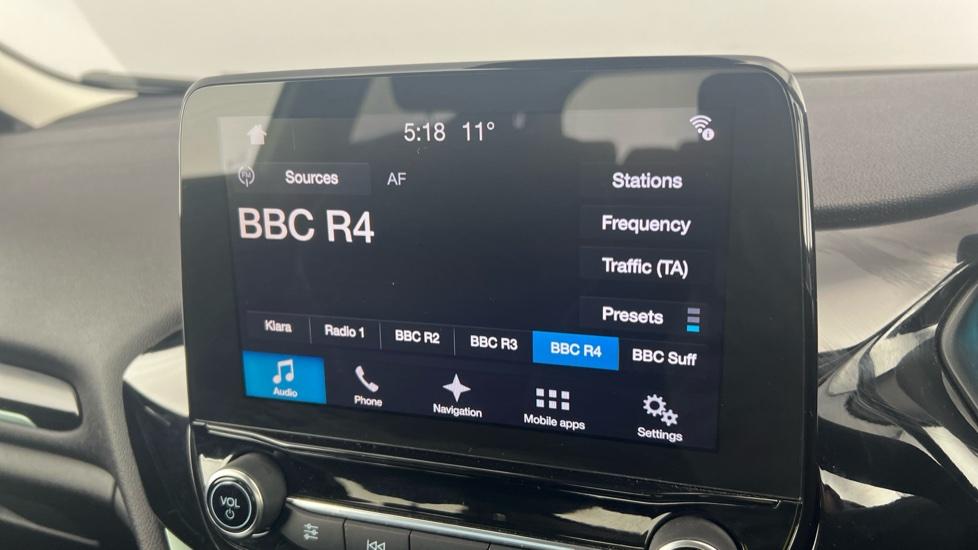 5:18 11°
FM
Sources AF Stations
BBC R4 Frequency
Traffic (TA)
Presets
Klara Radio 1 BBC R2 BBC R3 BBC R4 BBC Suff
Audio Phone Navigation Mobile apps Settings
VOL